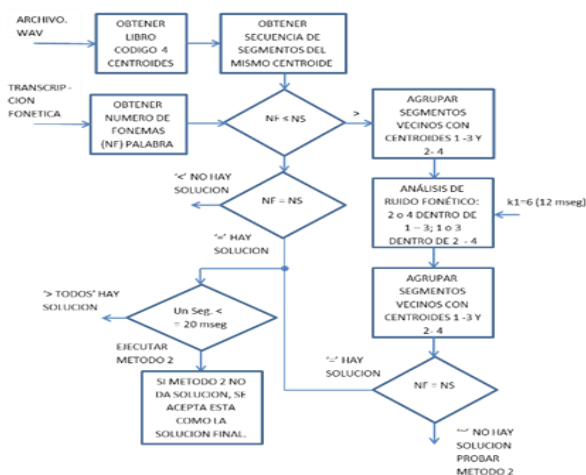 ARCHIVO.
WAV
OBTENER
LIBRO
CODIGO 4
CENTROIDES
OBTENER
SECUENCIA DE
SEGMENTOS DEL
MISMO CENTROIDE
TRANSCRIP -
CION
FONETICA
OBTENER
NUMERO DE
FONEMAS
(NF) PALABRA
NF < NS
>
AGRUPAR
SEGMENTOS
VECINOS CON
CENTROIDES 1 -3 Y
2- 4
'<' NO HAY
SOLUCION
NF = NS
ANÁLISIS DE
RUIDO FONÉTICO:
2 o 4 DENTRO DE
1 – 3; 1 o 3
DENTRO DE 2 - 4
k1=6 (12 mseg)
'=' HAY
SOLUCION
'> TODOS' HAY
SOLUCION
Un Seg. <
= 20 mseg
AGRUPAR
SEGMENTOS
VECINOS CON
CENTROIDES 1 -3 Y
2- 4
EJECUTAR
METODO 2
'=' HAY
SOLUCION
SI METODO 2 NO
DA SOLUCION, SE
ACEPTA ESTA
COMO LA
SOLUCION FINAL.
NF = NS
NO HAY
SOLUCION
PROBAR
METODO 2